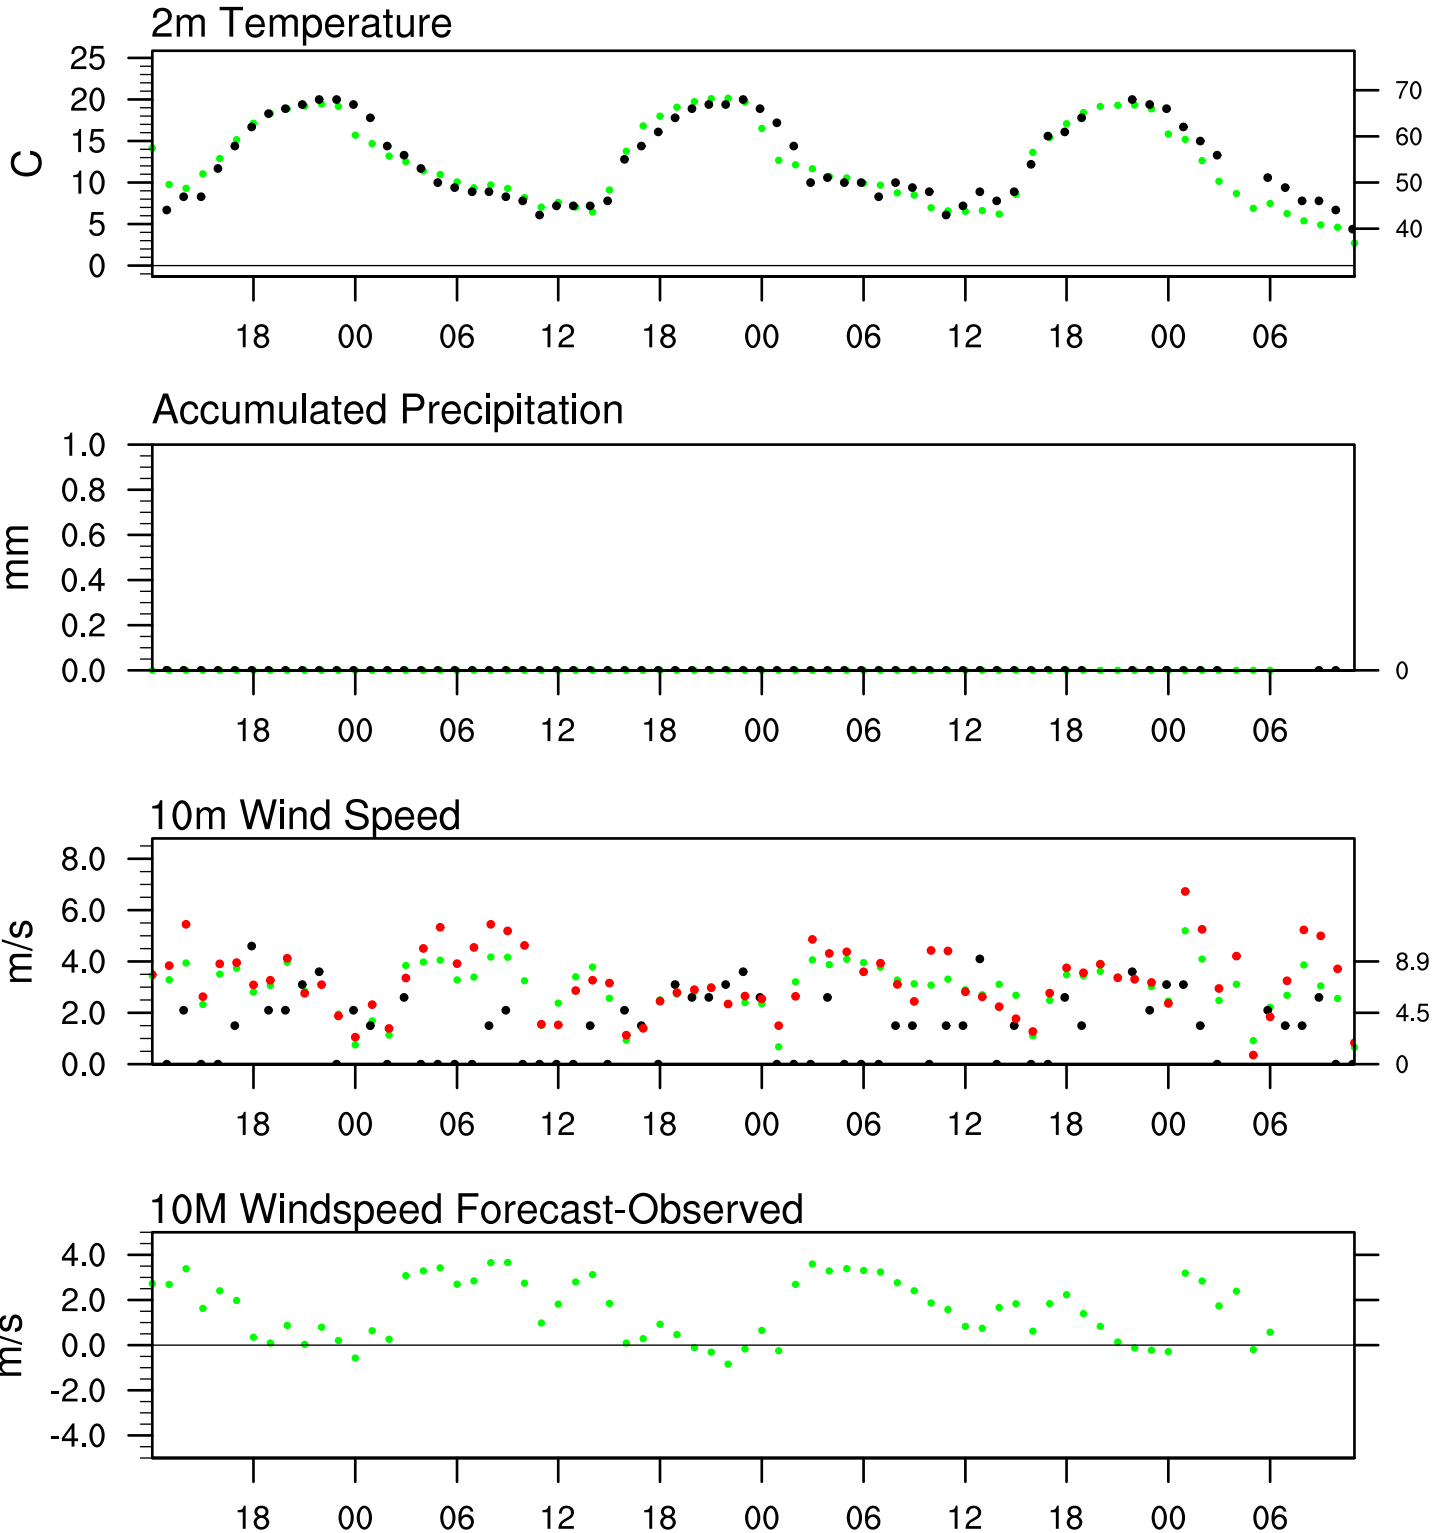 2m Temperature
25
20
15
10
5
0
C
70
60
50
40
18 00 06 12 18 00 06 12 18 00 06
Accumulated Precipitation
1.0
0.8
0.6
0.4
0.2
0.0
mm
0
18 00 06 12 18 00 06 12 18 00 06
10m Wind Speed
8.0
6.0
4.0
2.0
0.0
m/s
8.9
4.5
0
18 00 06 12 18 00 06 12 18 00 06
10M Windspeed Forecast-Observed
4.0
2.0
0.0
-2.0
-4.0
m/s
18 00 06 12 18 00 06 12 18 00 06